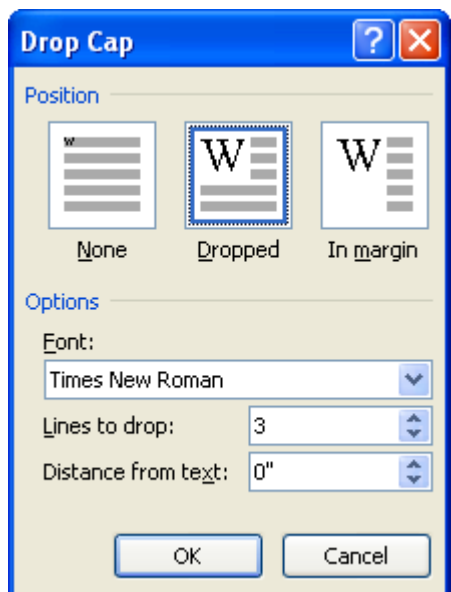 Drop Cap
Position
W W W
None Dropped In margin
Options
Font:
Times New Roman
Lines to drop: 3
Distance from text: 0"
OK Cancel